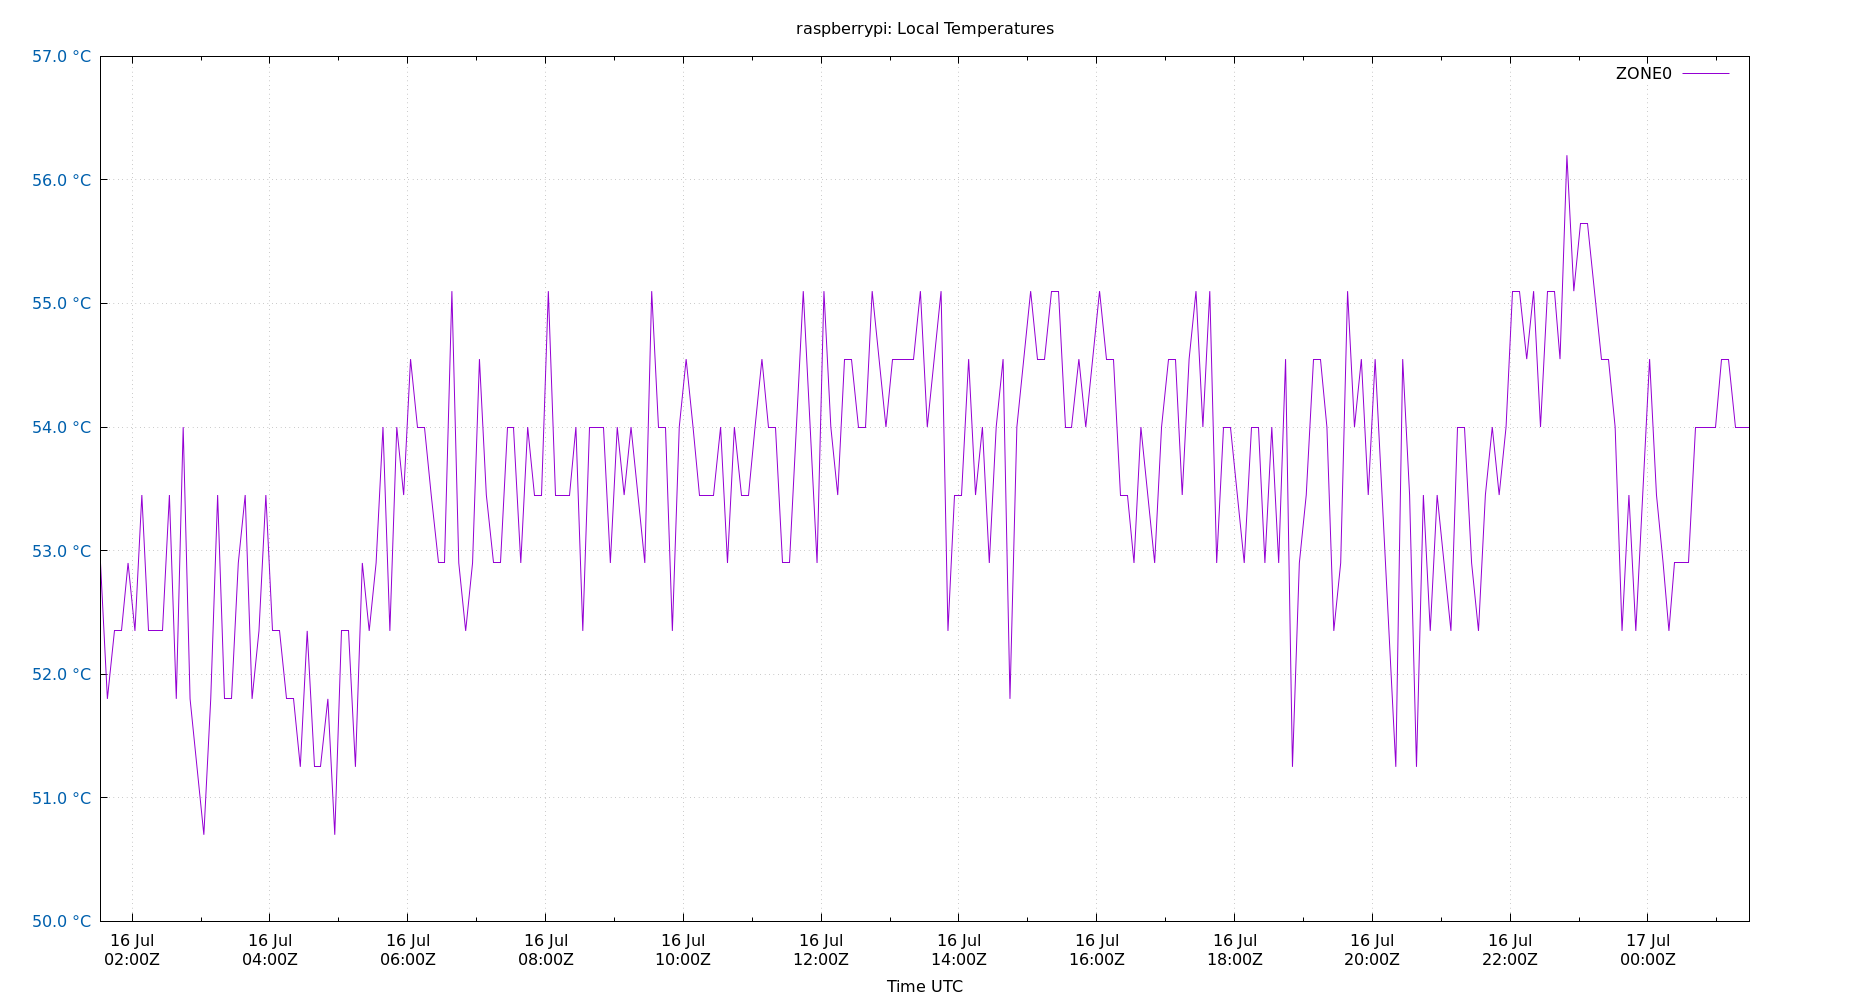 raspberrypi: Local Temperatures
57.0 °C
ZONE0
56.0 °C
55.0 °C
54.0 °C
53.0 °C
52.0 °C
51.0 °C
50.0 °C
16 Jul 16 Jul 16 Jul 16 Jul 16 Jul 16 Jul 16 Jul 16 Jul 16 Jul 16 Jul 16 Jul 17 Jul
02:00Z 04:00Z 06:00Z 08:00Z 10:00Z 12:00Z 14:00Z 16:00Z 18:00Z 20:00Z 22:00Z 00:00Z
Time UTC